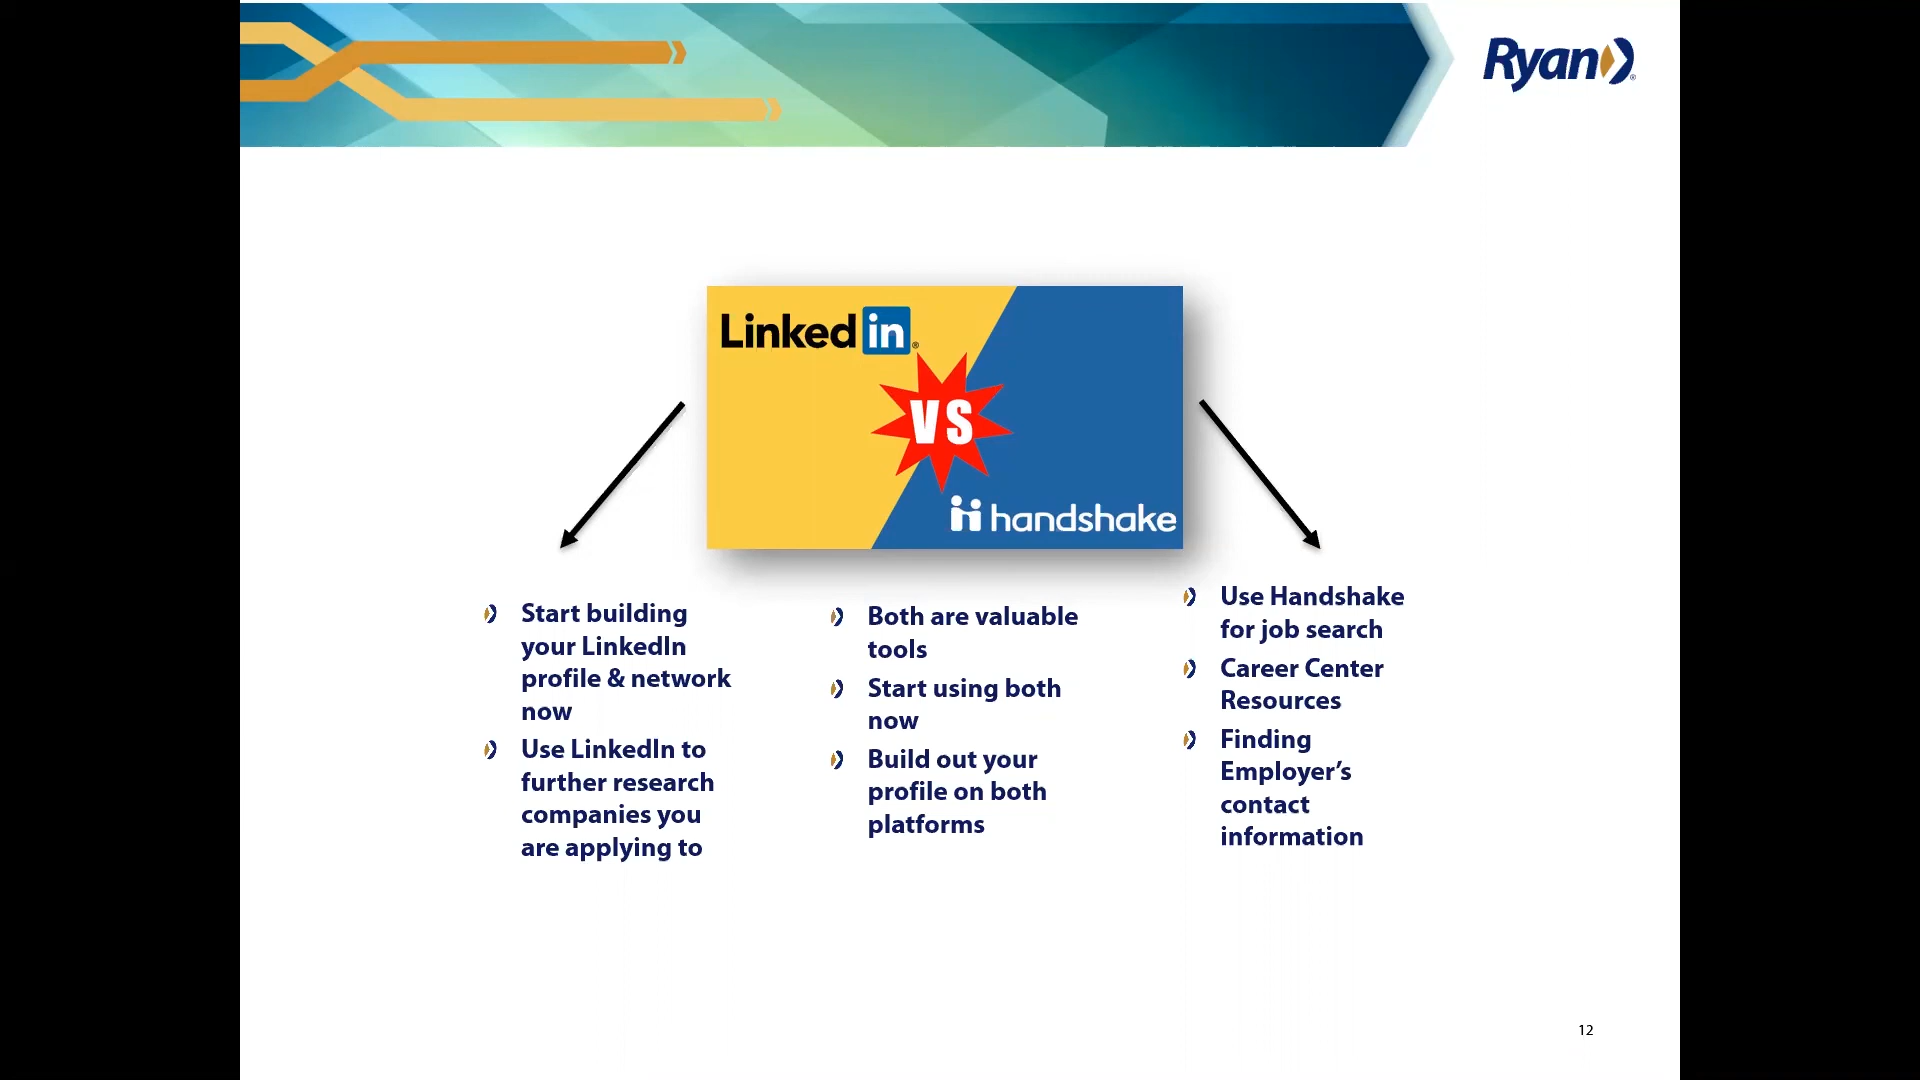 Ryan
Linked in
VS
handshake
Start building
your LinkedIn
profile & network
now
Use LinkedIn to
further research
companies you
are applying to
Both are valuable
tools
Start using both
now
Build out your
profile on both
platforms
Use Handshake
for job search
Career Center
Resources
Finding
Employer’s
contact
information
12